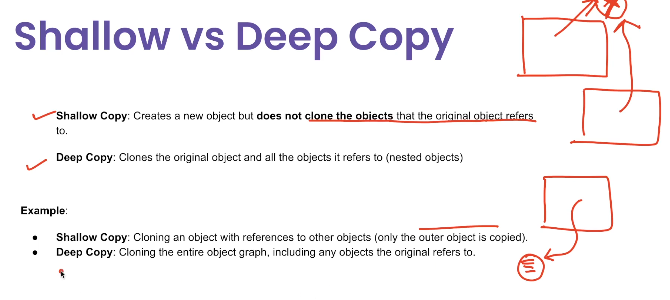 Shallow vs Deep Copy
Shallow Copy: Creates a new object but does not clone the objects that the original object refers
to.
Deep Copy: Clones the original object and all the objects it refers to (nested objects)
Example:
● Shallow Copy: Cloning an object with references to other objects (only the outer object is copied).
● Deep Copy: Cloning the entire object graph, including any objects the original refers to.